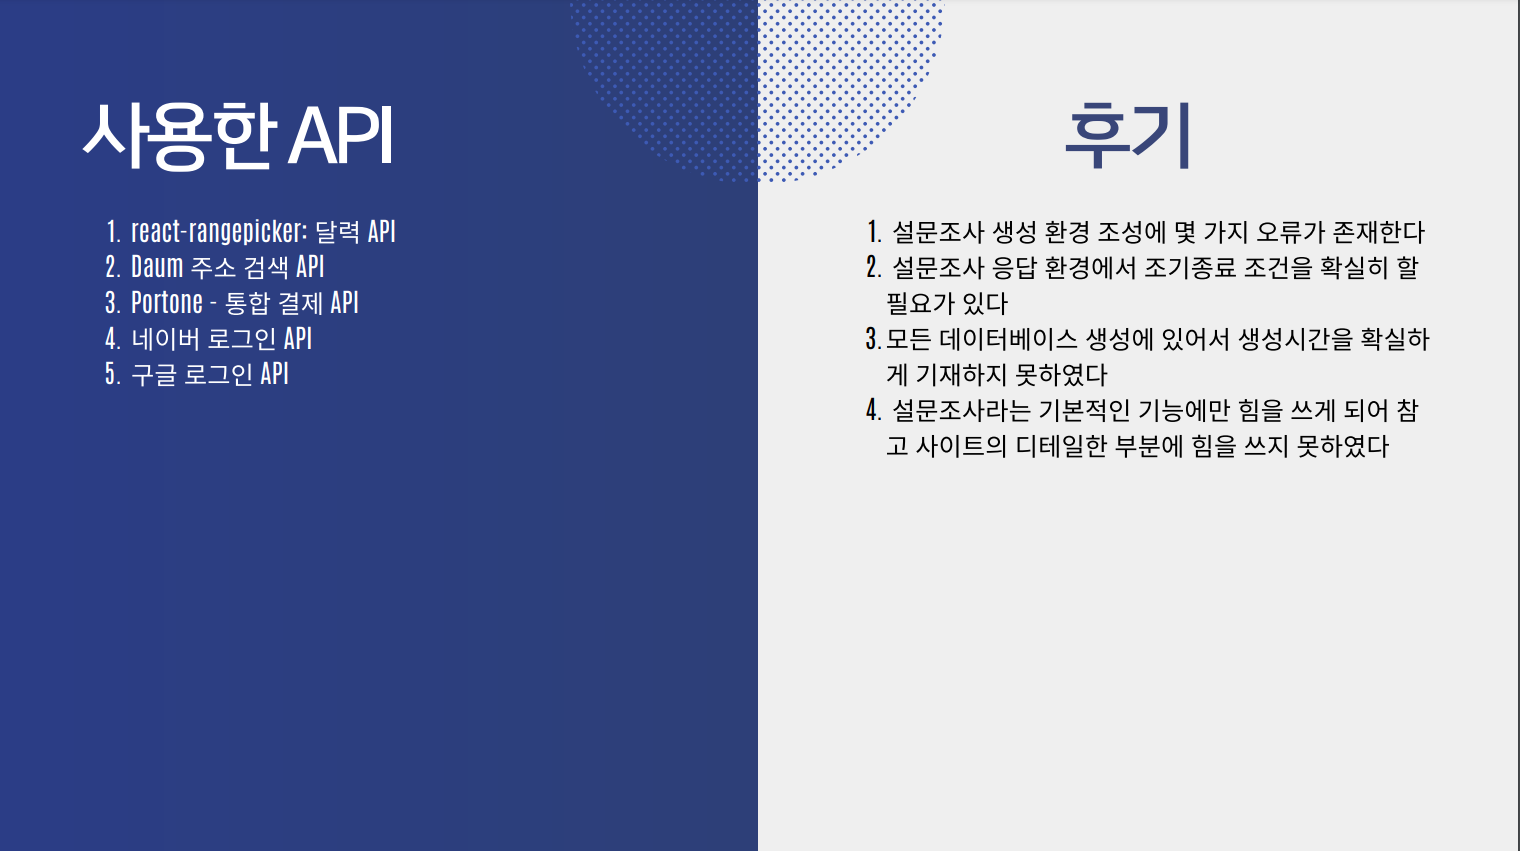 사용한 API
1. react-rangepicker: 달력 API
2. Daum 주소 검색 API
3. Portone - 통합 결제 API
4. 네이버 로그인 API
5. 구글 로그인 API
후기
1. 설문조사 생성 환경 조성에 몇 가지 오류가 존재한다
2. 설문조사 응답 환경에서 조기종료 조건을 확실히 할
필요가 있다
3. 모든 데이터베이스 생성에 있어서 생성시간을 확실하
게 기재하지 못하였다
4. 설문조사라는 기본적인 기능에만 힘을 쓰게 되어 참
고 사이트의 디테일한 부분에 힘을 쓰지 못하였다